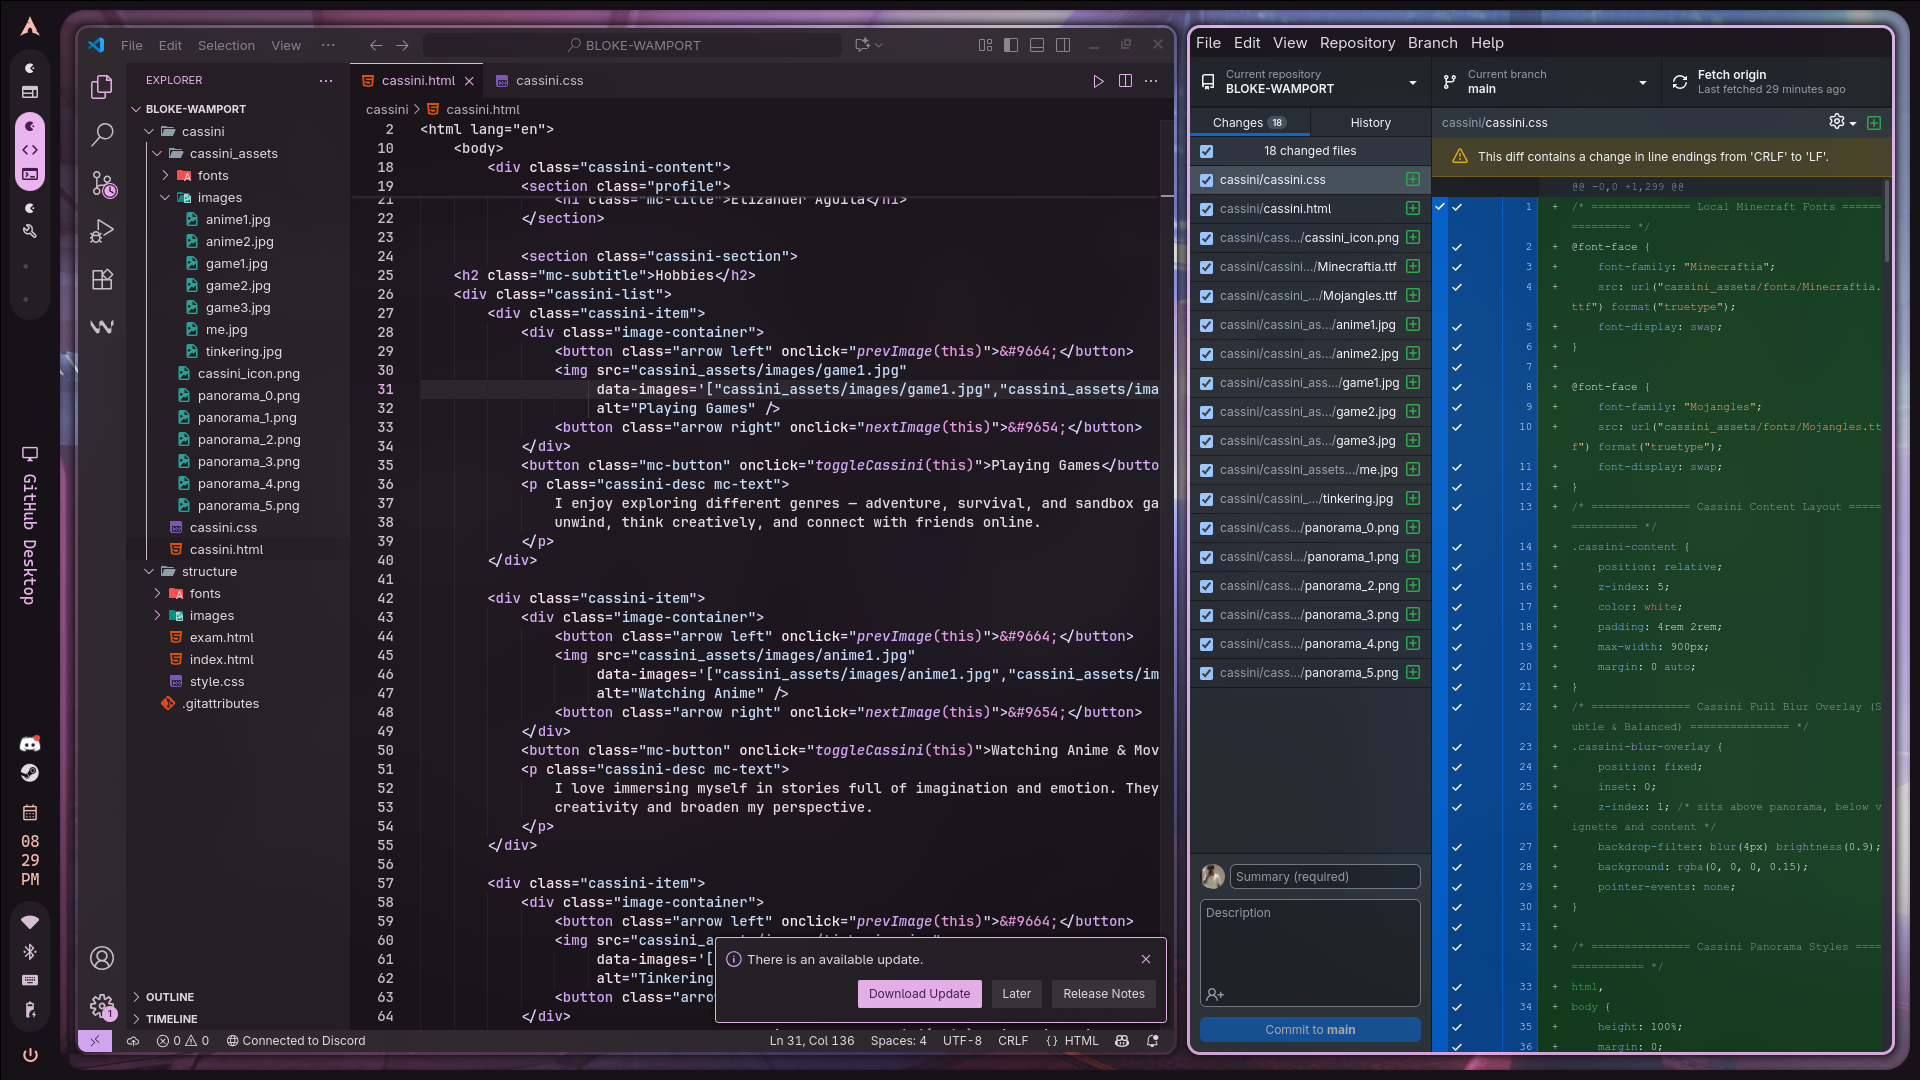 GitHub Desktop
08
29
PM
File Edit Selection View ···
BLOKE-WAMPORT
EXPLORER
BLOKE-WAMPORT
cassini
cassini_assets
fonts
images
anime1.jpg
anime2.jpg
game1.jpg
game2.jpg
game3.jpg
me.jpg
tinkering.jpg
cassini_icon.png
panorama_0.png
panorama_1.png
panorama_2.png
panorama_3.png
panorama_4.png
panorama_5.png
cassini.css
cassini.html
structure
fonts
images
exam.html
index.html
style.css
.gitattributes
OUTLINE
TIMELINE
1
cassini.html
cassini.css
cassini > cassini.html
2 <html lang="en">
10 <body>
18 <div class="cassini-content">
19 <section class="profile">
21 <h1 class="mc-title">Elizander Aguila</h1>
22 </section>
23
24 <section class="cassini-section">
25 <h2 class="mc-subtitle">Hobbies</h2>
26 <div class="cassini-list">
27 <div class="cassini-item">
28 <div class="image-container">
29 <button class="arrow left" onclick="prevImage(this)">&#9664;</button>
30 <img src="cassini_assets/images/game1.jpg"
31 data-images='["cassini_assets/images/game1.jpg","cassini_assets/ima
32 alt="Playing Games" />
33 <button class="arrow right" onclick="nextImage(this)">&#9654;</button>
34 </div>
35 <button class="mc-button" onclick="toggleCassini(this)">Playing Games</butto
36 <p class="cassini-desc mc-text">
37 I enjoy exploring different genres — adventure, survival, and sandbox ga
38 unwind, think creatively, and connect with friends online.
39 </p>
40 </div>
41
42 <div class="cassini-item">
43 <div class="image-container">
44 <button class="arrow left" onclick="prevImage(this)">&#9664;</button>
45 <img src="cassini_assets/images/anime1.jpg"
46 data-images='["cassini_assets/images/anime1.jpg","cassini_assets/im
47 alt="Watching Anime" />
48 <button class="arrow right" onclick="nextImage(this)">&#9654;</button>
49 </div>
50 <button class="mc-button" onclick="toggleCassini(this)">Watching Anime & Mov
51 <p class="cassini-desc mc-text">
52 I love immersing myself in stories full of imagination and emotion. They
53 creativity and broaden my perspective.
54 </p>
55 </div>
56
57 <div class="cassini-item">
58 <div class="image-container">
59 <button class="arrow left" onclick="prevImage(this)">&#9664;</button>
60 <img src="cassini_a
61 data-images='[
62 alt="Tinkering
63 <button class="arro
64 </div>
There is an available update.
Download Update
Later
Release Notes
0 0
Connected to Discord
Ln 31, Col 136
Spaces: 4
UTF-8
CRLF
{ } HTML
File Edit View Repository Branch Help
Current repository
BLOKE-WAMPORT
Current branch
main
Fetch origin
Last fetched 29 minutes ago
Changes 18
History
18 changed files
cassini/cassini.css
cassini/cassini.html
cassini/cass.../cassini_icon.png
cassini/cassini.../Minecraftia.ttf
cassini/cassini_.../Mojangles.ttf
cassini/cassini_as.../anime1.jpg
cassini/cassini_as.../anime2.jpg
cassini/cassini_ass.../game1.jpg
cassini/cassini_as.../game2.jpg
cassini/cassini_as.../game3.jpg
cassini/cassini_assets.../me.jpg
cassini/cassini_.../tinkering.jpg
cassini/cass.../panorama_0.png
cassini/cassi.../panorama_1.png
cassini/cass.../panorama_2.png
cassini/cass.../panorama_3.png
cassini/cass.../panorama_4.png
cassini/cass.../panorama_5.png
Summary (required)
Description
Commit to main
cassini/cassini.css
This diff contains a change in line endings from 'CRLF' to 'LF'.
@@ -0,0 +1,299 @@
1 + /* =============== Local Minecraft Fonts ======
========= */
2 + @font-face {
3 + font-family: "Minecraftia";
4 + src: url("cassini_assets/fonts/Minecraftia.
ttf") format("truetype");
5 + font-display: swap;
6 + }
7 +
8 + @font-face {
9 + font-family: "Mojangles";
10 + src: url("cassini_assets/fonts/Mojangles.tt
f") format("truetype");
11 + font-display: swap;
12 + }
13 + /* =============== Cassini Content Layout =====
========== */
14 + .cassini-content {
15 + position: relative;
16 + z-index: 5;
17 + color: white;
18 + padding: 4rem 2rem;
19 + max-width: 900px;
20 + margin: 0 auto;
21 + }
22 + /* =============== Cassini Full Blur Overlay (S
ubtle & Balanced) =============== */
23 + .cassini-blur-overlay {
24 + position: fixed;
25 + inset: 0;
26 + z-index: 1; /* sits above panorama, below v
ignette and content */
27 + backdrop-filter: blur(4px) brightness(0.9);
28 + background: rgba(0, 0, 0, 0.15);
29 + pointer-events: none;
30 + }
31 +
32 + /* =============== Cassini Panorama Styles ====
=========== */
33 + html,
34 + body {
35 + height: 100%;
36 + margin: 0;